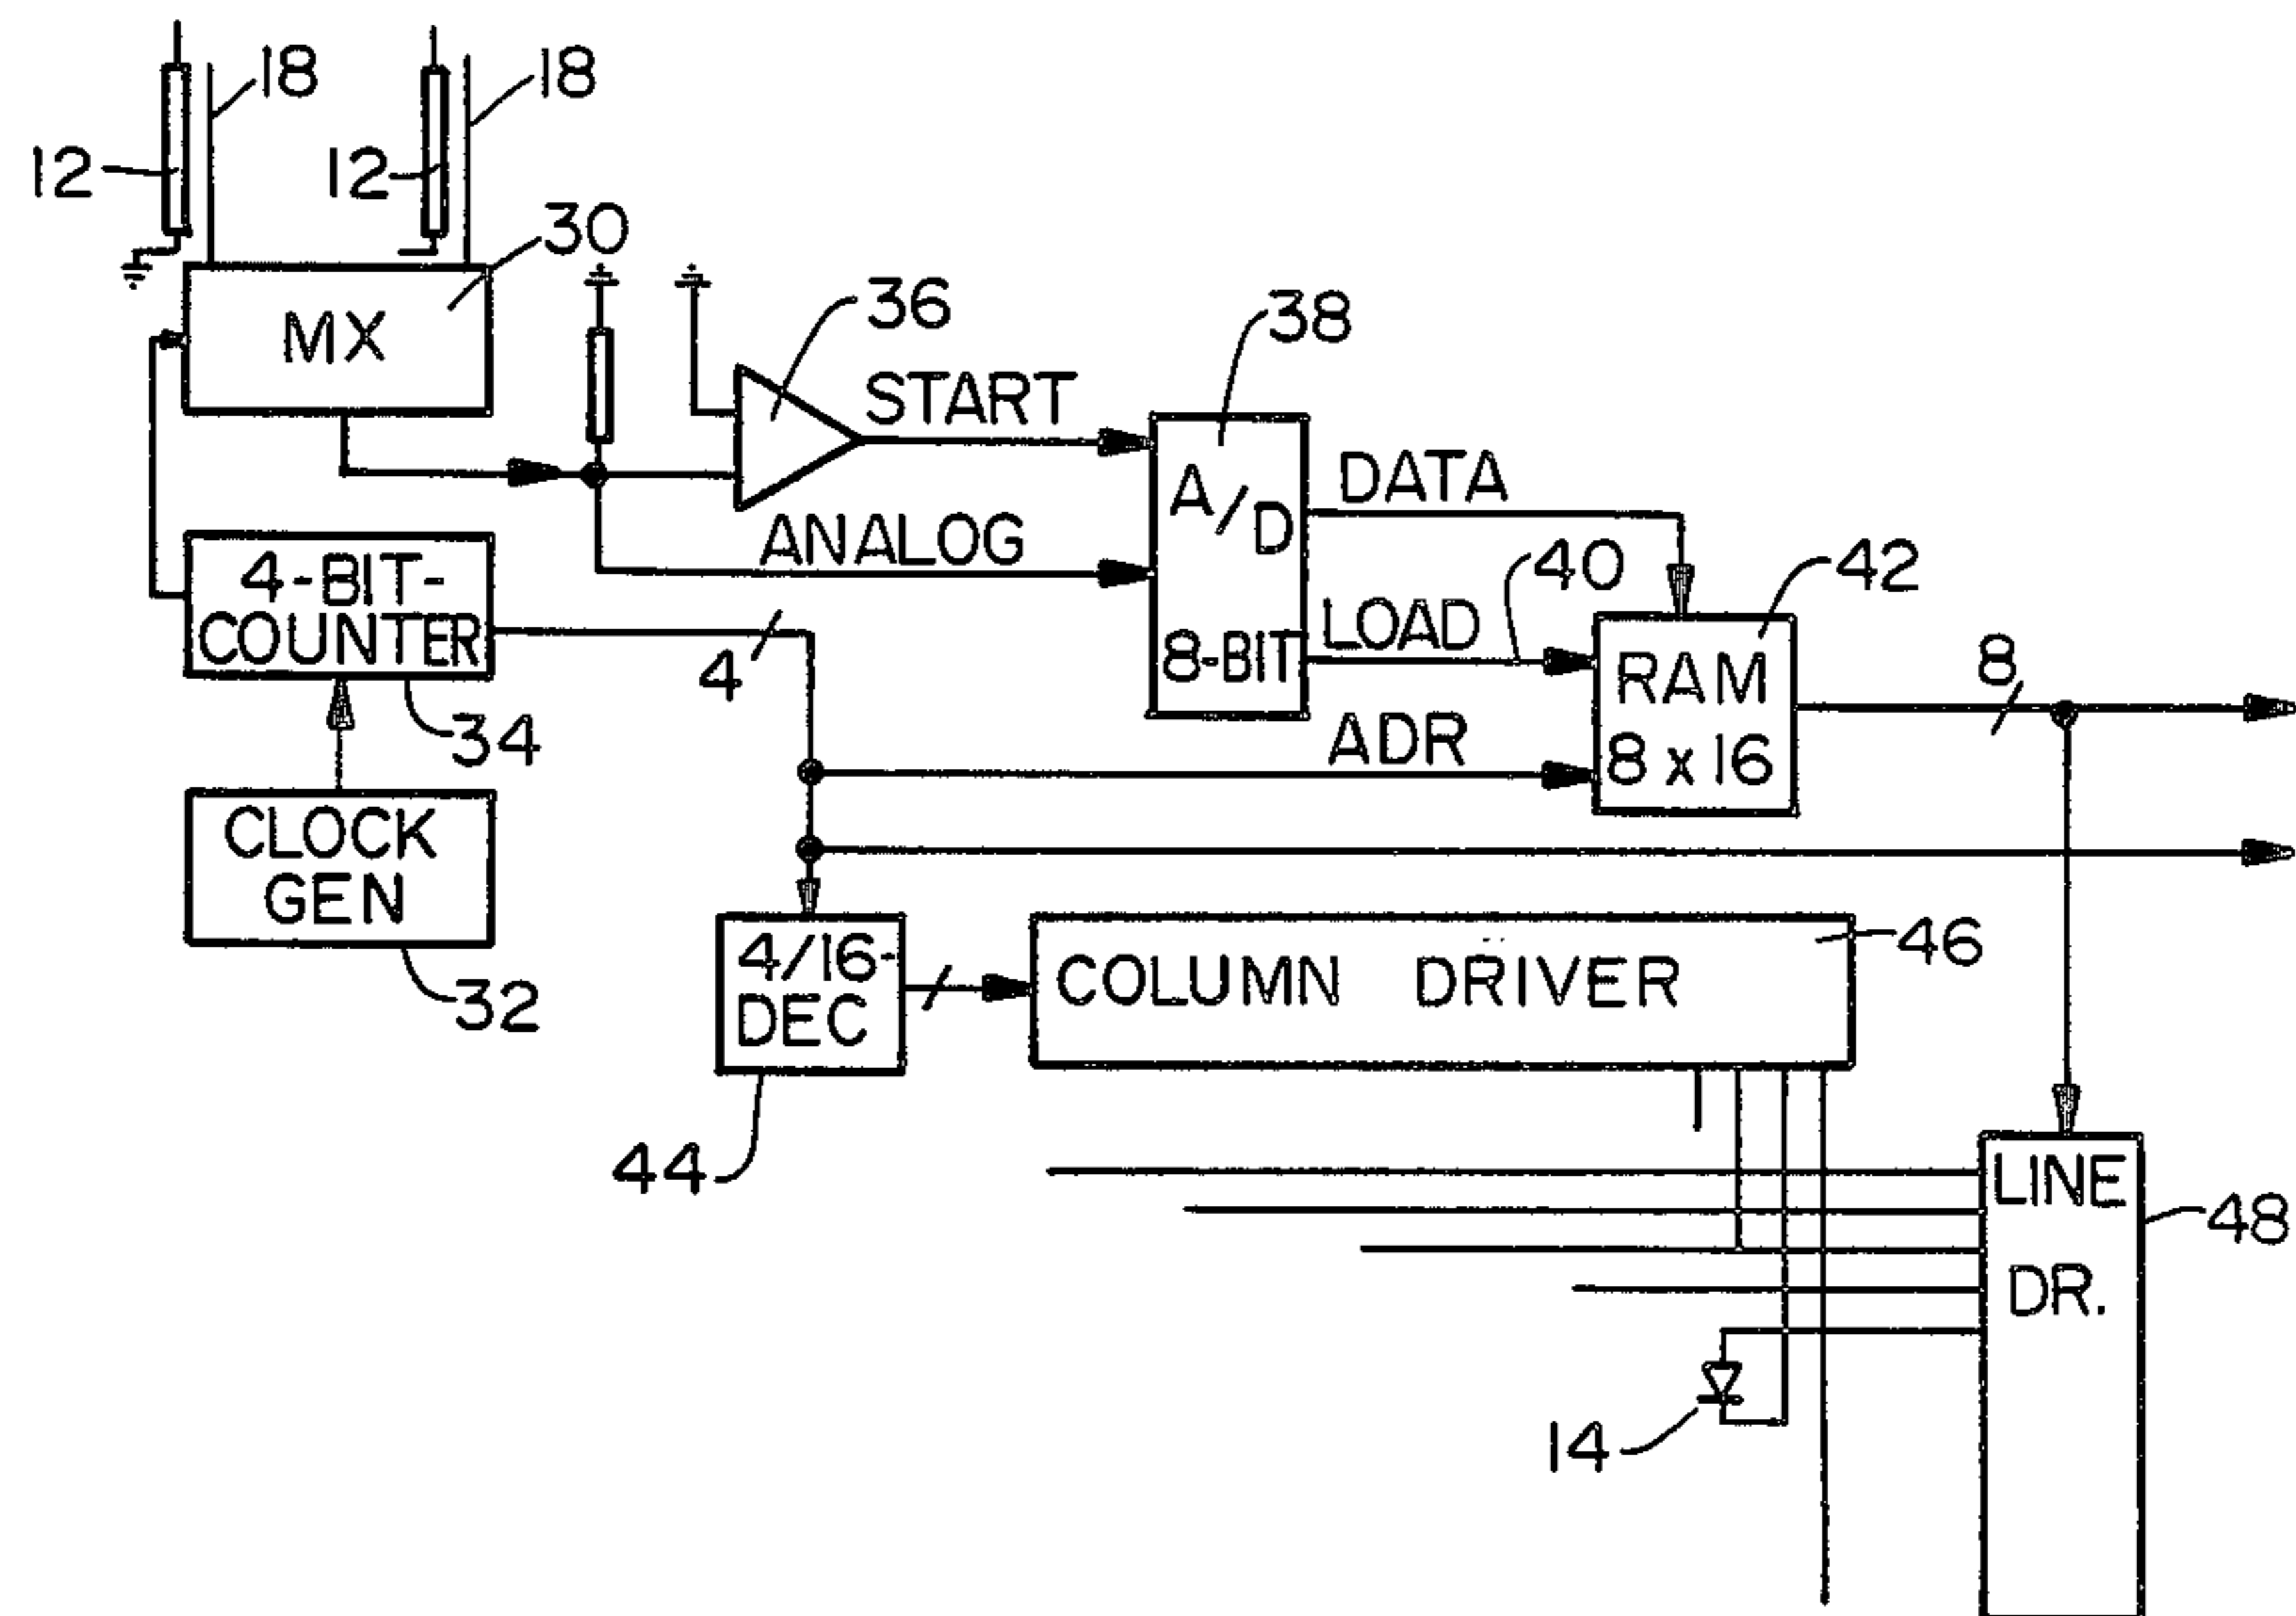 18
18
12
12
30
MX
36
38
START
DATA
A/D
ANALOG
40
42
4-BIT-
COUNTER
4
LOAD
8-BIT
RAM
8 x 16
8
34
ADR
CLOCK
GEN
32
4/16-
DEC
COLUMN DRIVER
46
44
LINE
DR.
48
14